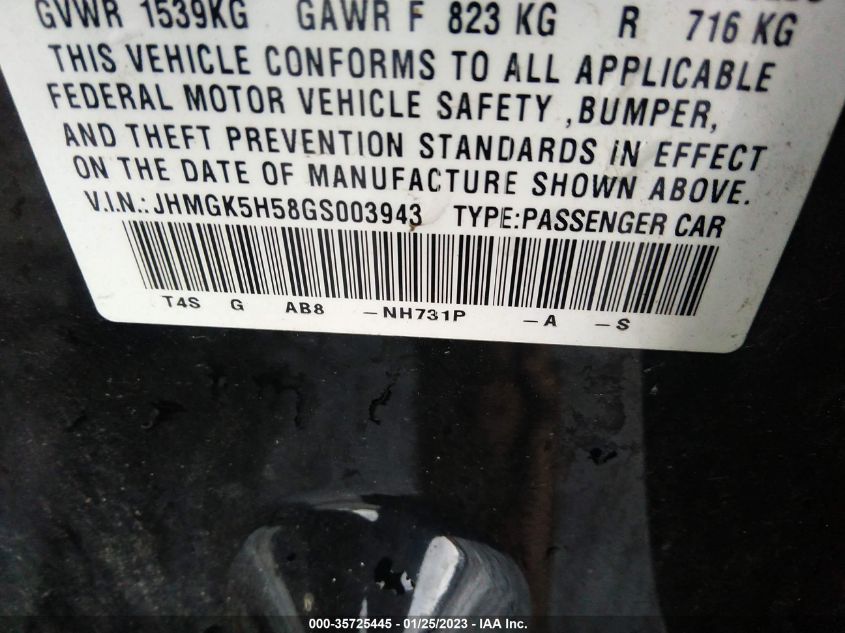 GVWR 1539KG GAWR F 823 KG R 716 KG
THIS VEHICLE CONFORMS TO ALL APPLICABLE
FEDERAL MOTOR VEHICLE SAFETY ,BUMPER,
AND THEFT PREVENTION STANDARDS IN EFFECT
ON THE DATE OF MANUFACTURE SHOWN ABOVE.
V.I.N.: JHMGK5H58GS003943 TYPE:PASSENGER CAR
T4S G AB8 -NH731P -A -S
000-35725445 - 01/25/2023 - IAA Inc.